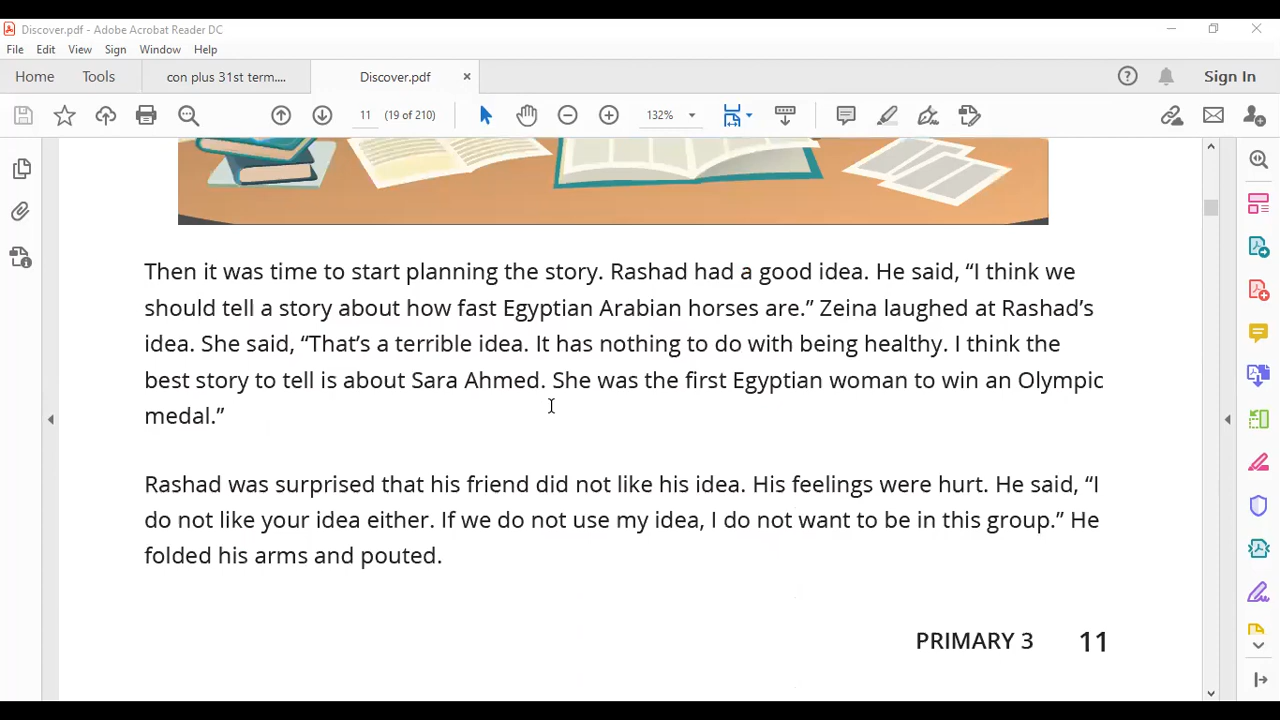 Discover.pdf - Adobe Acrobat Reader DC
File Edit View Sign Window Help
Home Tools con plus 31st term.... Discover.pdf × Sign In
11 (19 of 210) 132%
Then it was time to start planning the story. Rashad had a good idea. He said, “I think we
should tell a story about how fast Egyptian Arabian horses are.” Zeina laughed at Rashad’s
idea. She said, “That’s a terrible idea. It has nothing to do with being healthy. I think the
best story to tell is about Sara Ahmed. She was the first Egyptian woman to win an Olympic
medal.”
Rashad was surprised that his friend did not like his idea. His feelings were hurt. He said, “I
do not like your idea either. If we do not use my idea, I do not want to be in this group.” He
folded his arms and pouted.
PRIMARY 3 11